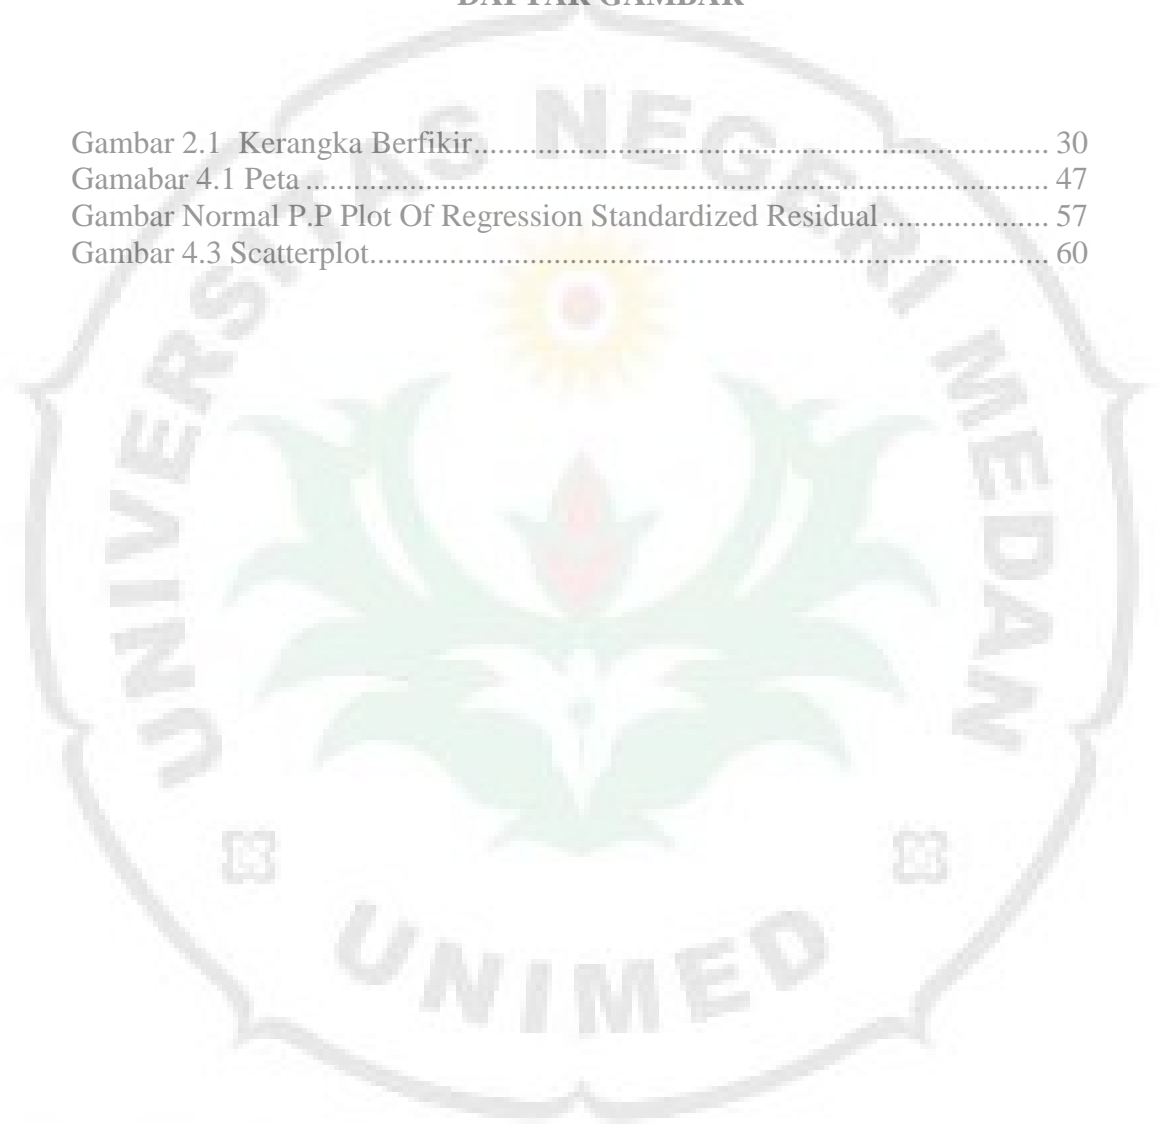 DAFTAR GAMBAR
Gambar 2.1 Kerangka Berfikir.......................................................................... 30
Gamabar 4.1 Peta............................................................................................... 47
Gambar Normal P.P Plot Of Regression Standardized Residual..................... 57
Gambar 4.3 Scatterplot...................................................................................... 60
UNIVERSITAS NEGERI MEDAN
UNIMED